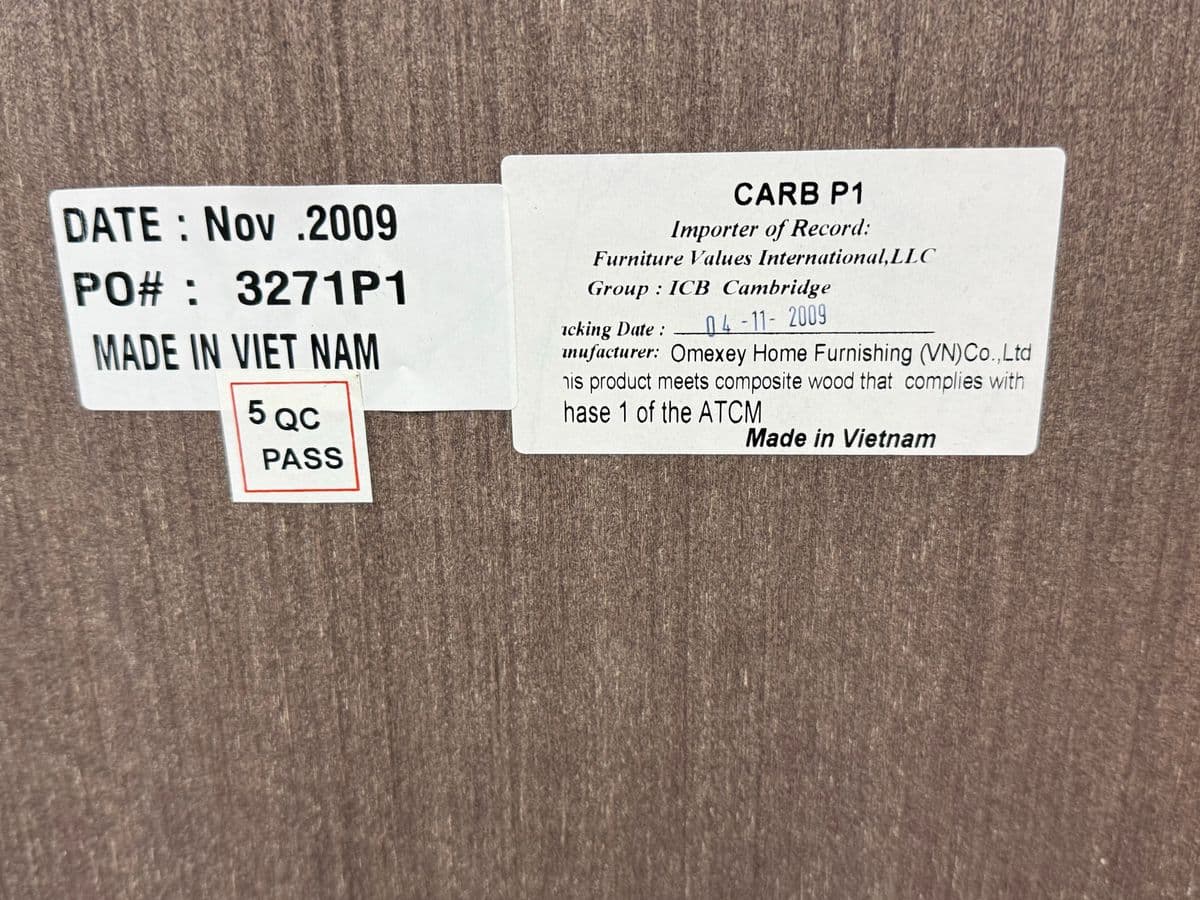 DATE : Nov .2009
PO# : 3271P1
MADE IN VIET NAM
5 QC
PASS
CARB P1
Importer of Record:
Furniture Values International,LLC
Group : ICB Cambridge
icking Date : 04 -11- 2009
nufacturer: Omexey Home Furnishing (VN)Co.,Ltd
is product meets composite wood that complies with
hase 1 of the ATCM
Made in Vietnam